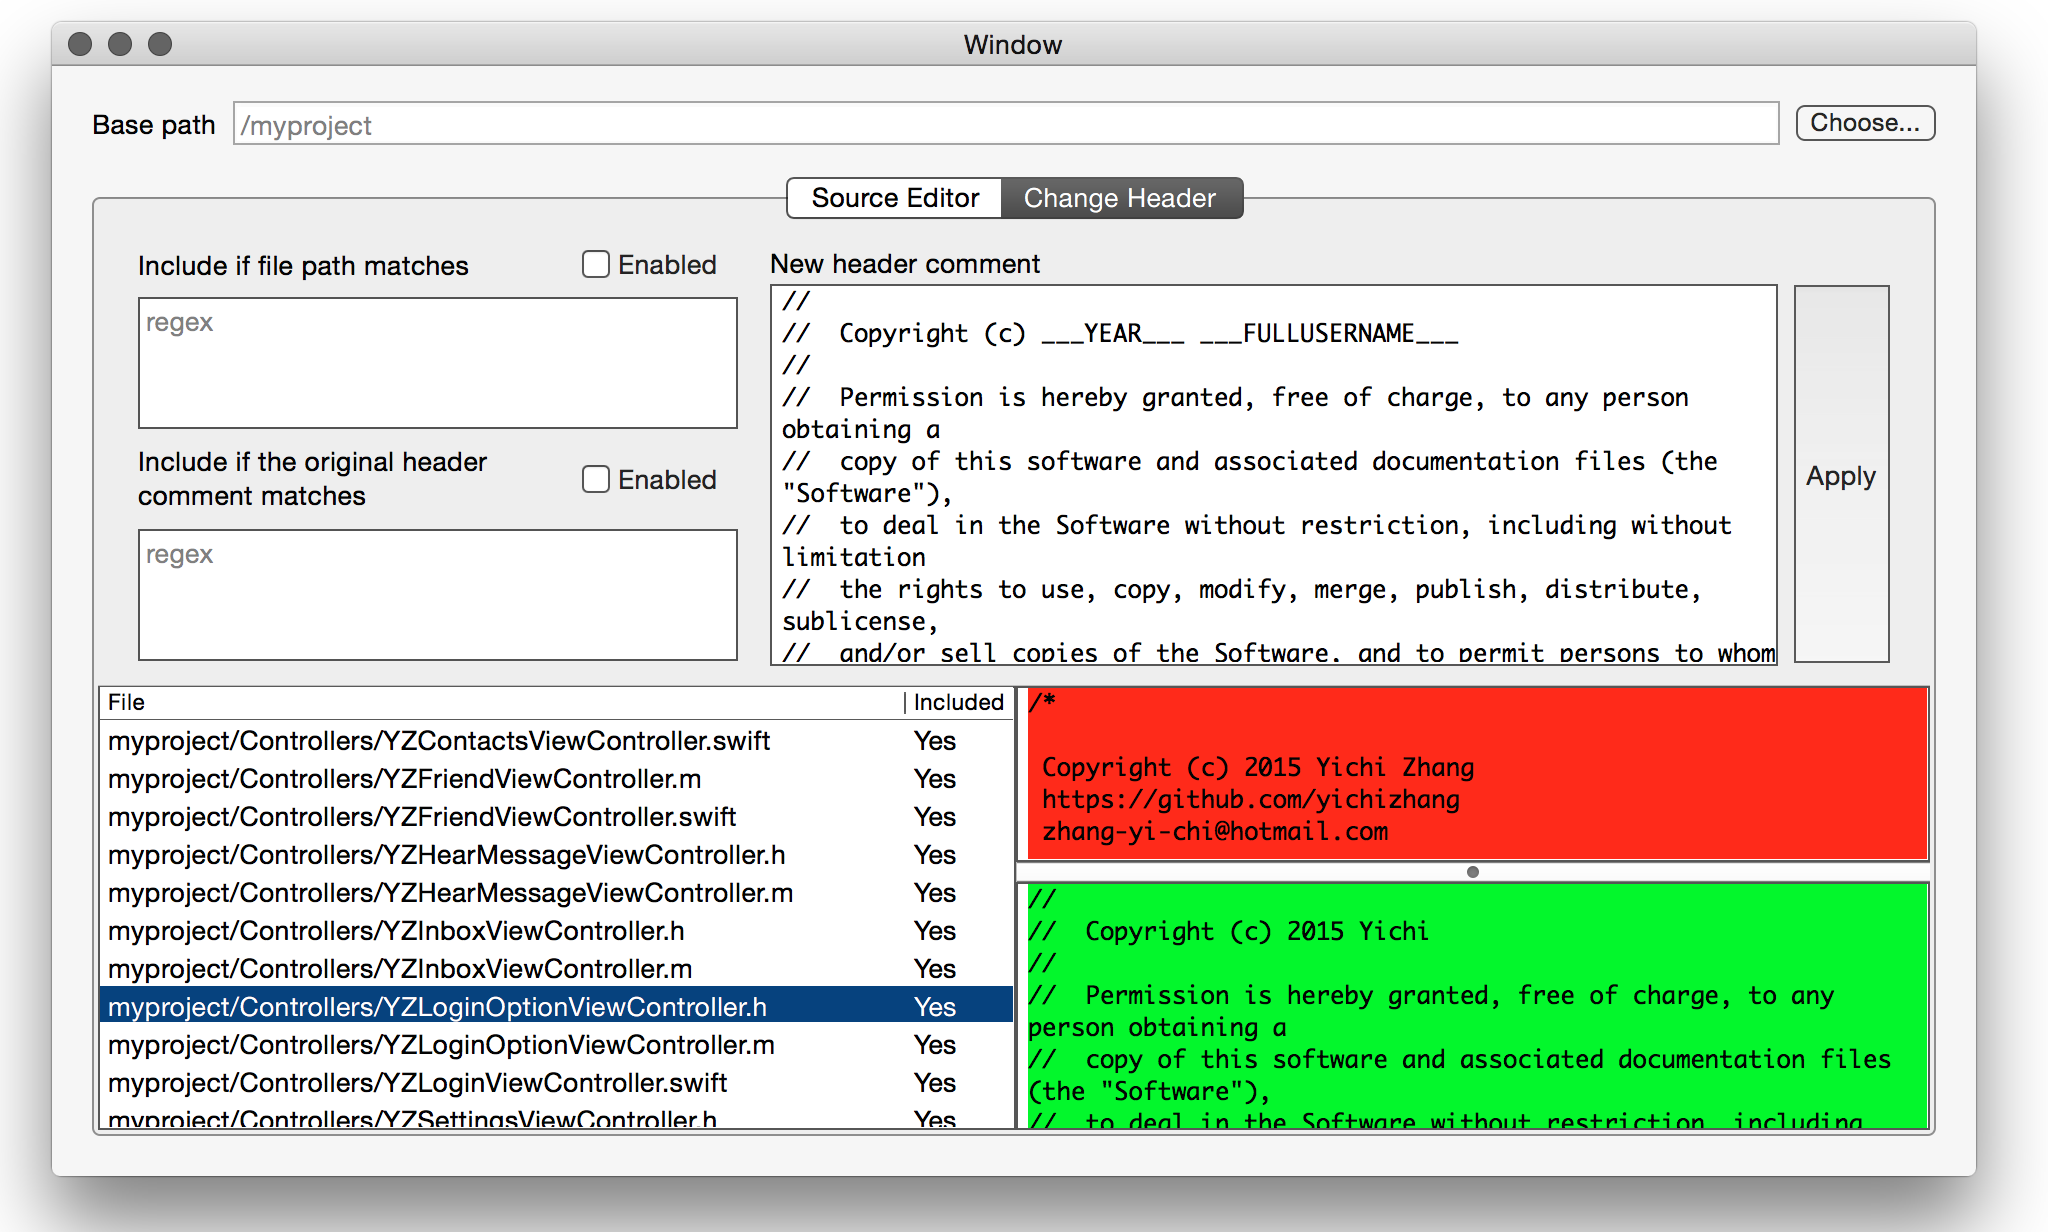 Window
Base path
/myproject
Choose...
Source Editor
Change Header
Include if file path matches
Enabled
regex
Include if the original header
comment matches
Enabled
regex
New header comment
//
//  Copyright (c) ___YEAR___ ___FULLUSERNAME___
//
//  Permission is hereby granted, free of charge, to any person
obtaining a
//  copy of this software and associated documentation files (the
"Software"),
//  to deal in the Software without restriction, including without
limitation
//  the rights to use, copy, modify, merge, publish, distribute,
sublicense,
//  and/or sell copies of the Software, and to permit persons to whom
Apply
File Included
myproject/Controllers/YZContactsViewController.swift Yes
myproject/Controllers/YZFriendViewController.m Yes
myproject/Controllers/YZFriendViewController.swift Yes
myproject/Controllers/YZHearMessageViewController.h Yes
myproject/Controllers/YZHearMessageViewController.m Yes
myproject/Controllers/YZInboxViewController.h Yes
myproject/Controllers/YZInboxViewController.m Yes
myproject/Controllers/YZLoginOptionViewController.h Yes
myproject/Controllers/YZLoginOptionViewController.m Yes
myproject/Controllers/YZLoginViewController.swift Yes
myproject/Controllers/YZSettingsViewController.h Yes
/*
Copyright (c) 2015 Yichi Zhang
https://github.com/yichizhang
zhang-yi-chi@hotmail.com
//
//  Copyright (c) 2015 Yichi
//
//  Permission is hereby granted, free of charge, to any
person obtaining a
//  copy of this software and associated documentation files
(the "Software"),
//  to deal in the Software without restriction, including